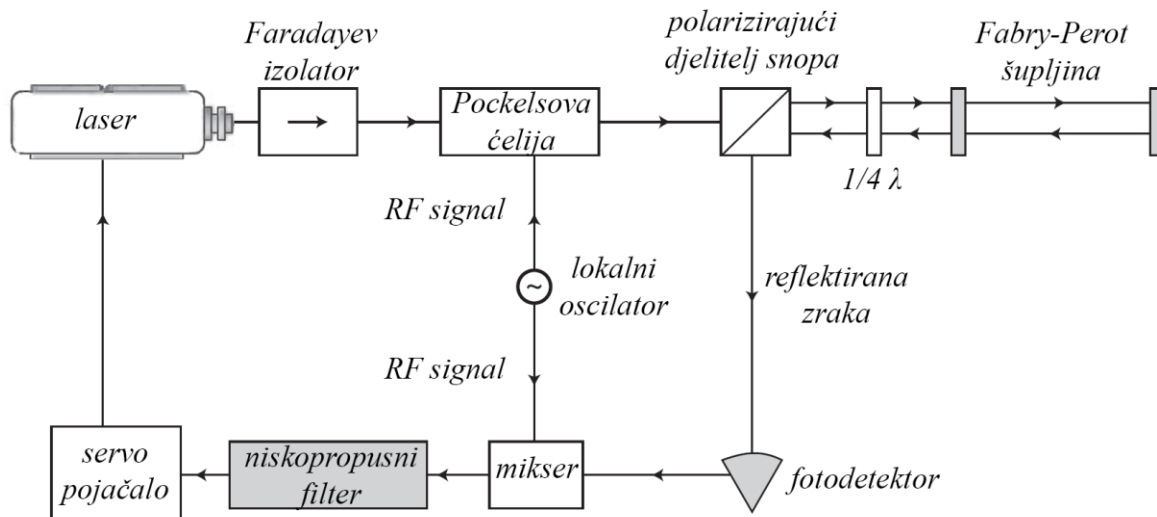 Faradayev
izolator
polarizirajući
djelitelj snopa
Fabry-Perot
šupljina
laser
Pockelsova
ćelija
1/4 λ
RF signal
lokalni
oscilator
~
reflektirana
zraka
RF signal
servo
pojačalo
niskopropusni
filter
mikser
fotodetektor